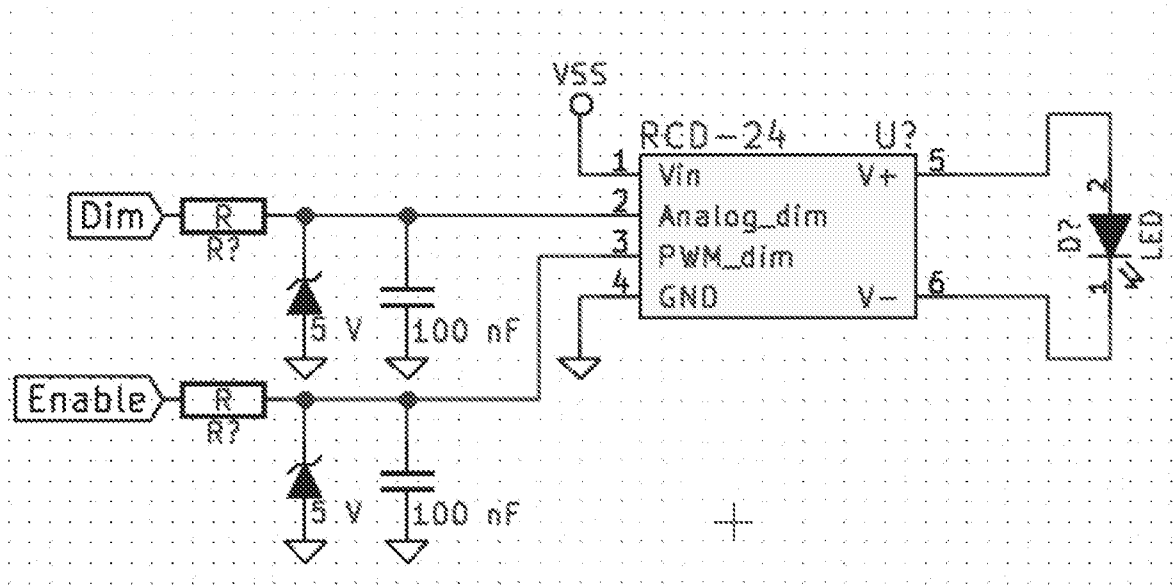 VSS
RCD-24 U?
1 Vin V+ 5
Dim R 2 Analog_dim
R? 3 PWM_dim
4 GND V- 6
2
D? LED
1
5 V 100 nF
Enable R
R?
5 V 100 nF